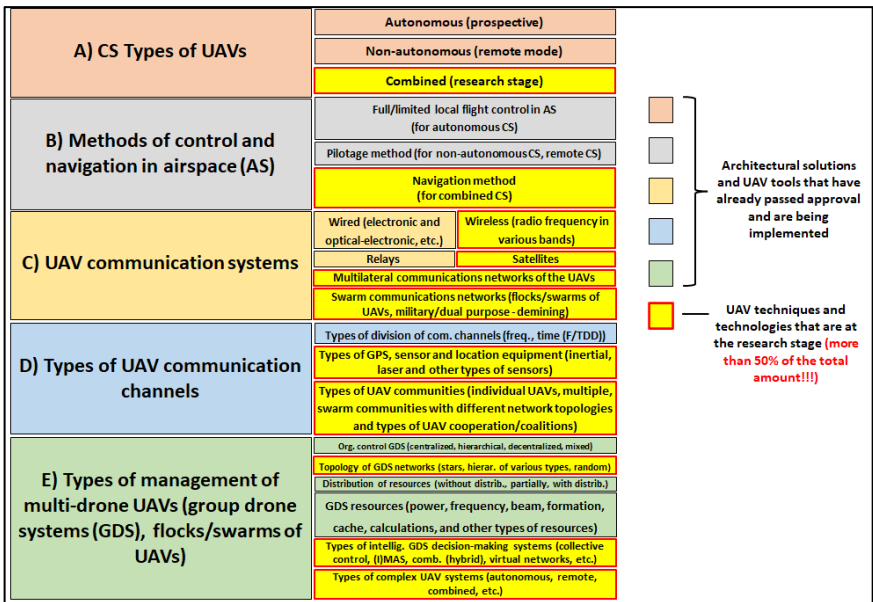 A) CS Types of UAVs
Autonomous (prospective)
Non-autonomous (remote mode)
Combined (research stage)
B) Methods of control and
navigation in airspace (AS)
Full/limited local flight control in AS
(for autonomous CS)
Pilotage method (for non-autonomous CS, remote CS)
Navigation method
(for combined CS)
C) UAV communication systems
Wired (electronic and
optical-electronic, etc.)
Wireless (radio frequency in
various bands)
Relays
Satellites
Multilateral communications networks of the UAVs
Swarm communications networks (flocks/swarms of
UAVs, military/dual purpose - demining)
D) Types of UAV communication
channels
Types of division of com. channels (freq., time (F/TDD))
Types of GPS, sensor and location equipment (inertial,
laser and other types of sensors)
Types of UAV communities (individual UAVs, multiple,
swarm communities with different network topologies
and types of UAV cooperation/coalitions)
E) Types of management of
multi-drone UAVs (group drone
systems (GDS), flocks/swarms of
UAVs)
Org. control GDS (centralized, hierarchical, decentralized, mixed)
Topology of GDS networks (stars, hierar. of various types, random)
Distribution of resources (without distrib., partially, with distrib.)
GDS resources (power, frequency, beam, formation,
cache, calculations, and other types of resources)
Types of intellig. GDS decision-making systems (collective
control, (I)MAS, comb. (hybrid), virtual networks, etc.)
Types of complex UAV systems (autonomous, remote,
combined, etc.)
Architectural solutions
and UAV tools that have
already passed approval
and are being
implemented
UAV techniques and
technologies that are at
the research stage (more
than 50% of the total
amount!!!)